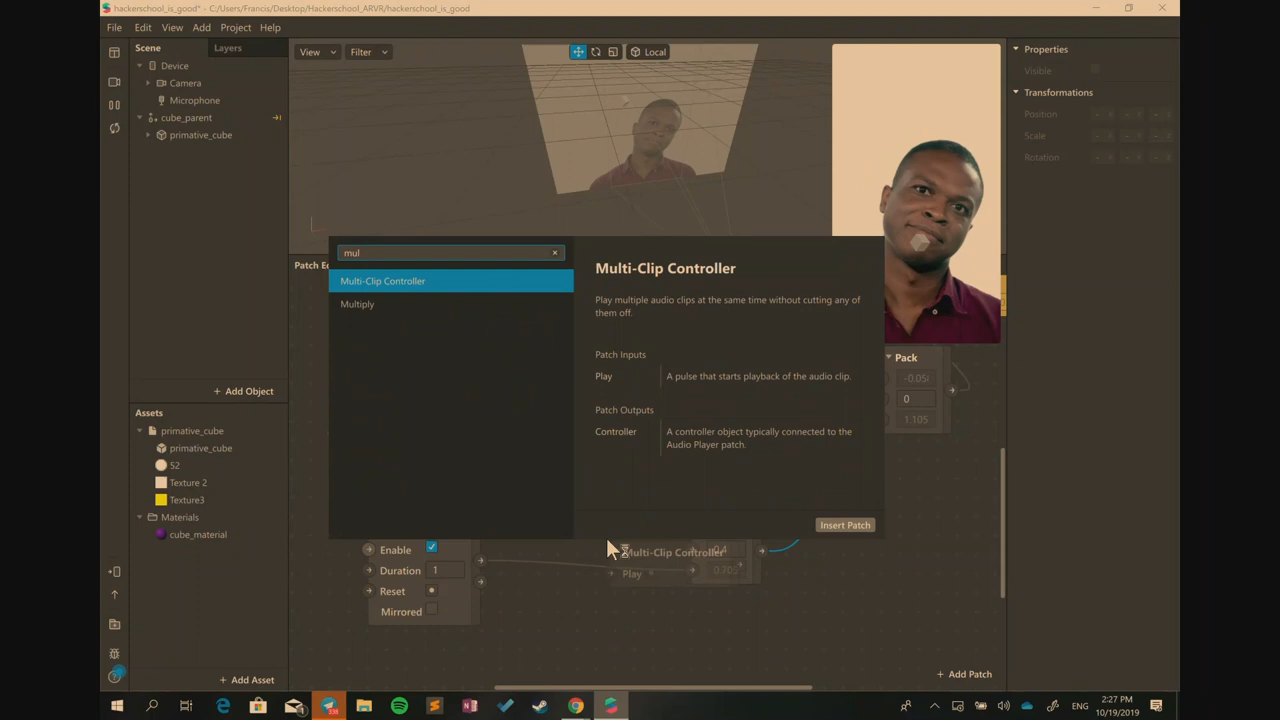 hackerschool_is_good* - C:/Users/Francis/Desktop/Hackerschool_ARVR/hackerschool_is_good
File Edit View Add Project Help
Scene Layers
Device
Camera
Microphone
cube_parent
primative_cube
+ Add Object
Assets
primative_cube
primative_cube
52
Texture 2
Texture3
Materials
cube_material
+ Add Asset
View Filter Local
Properties
Visible
Transformations
Position
Scale
Rotation
Patch
mul
Multi-Clip Controller
Multiply
Multi-Clip Controller
Play multiple audio clips at the same time without cutting any of
them off.
Patch Inputs
Play A pulse that starts playback of the audio clip.
Patch Outputs
Controller A controller object typically connected to the
Audio Player patch.
Insert Patch
Pack
0
1.105
Enable
Duration 1
Reset
Mirrored
Multi-Clip Controller
Play
0.705
+ Add Patch
ENG
2:27 PM
10/19/2019